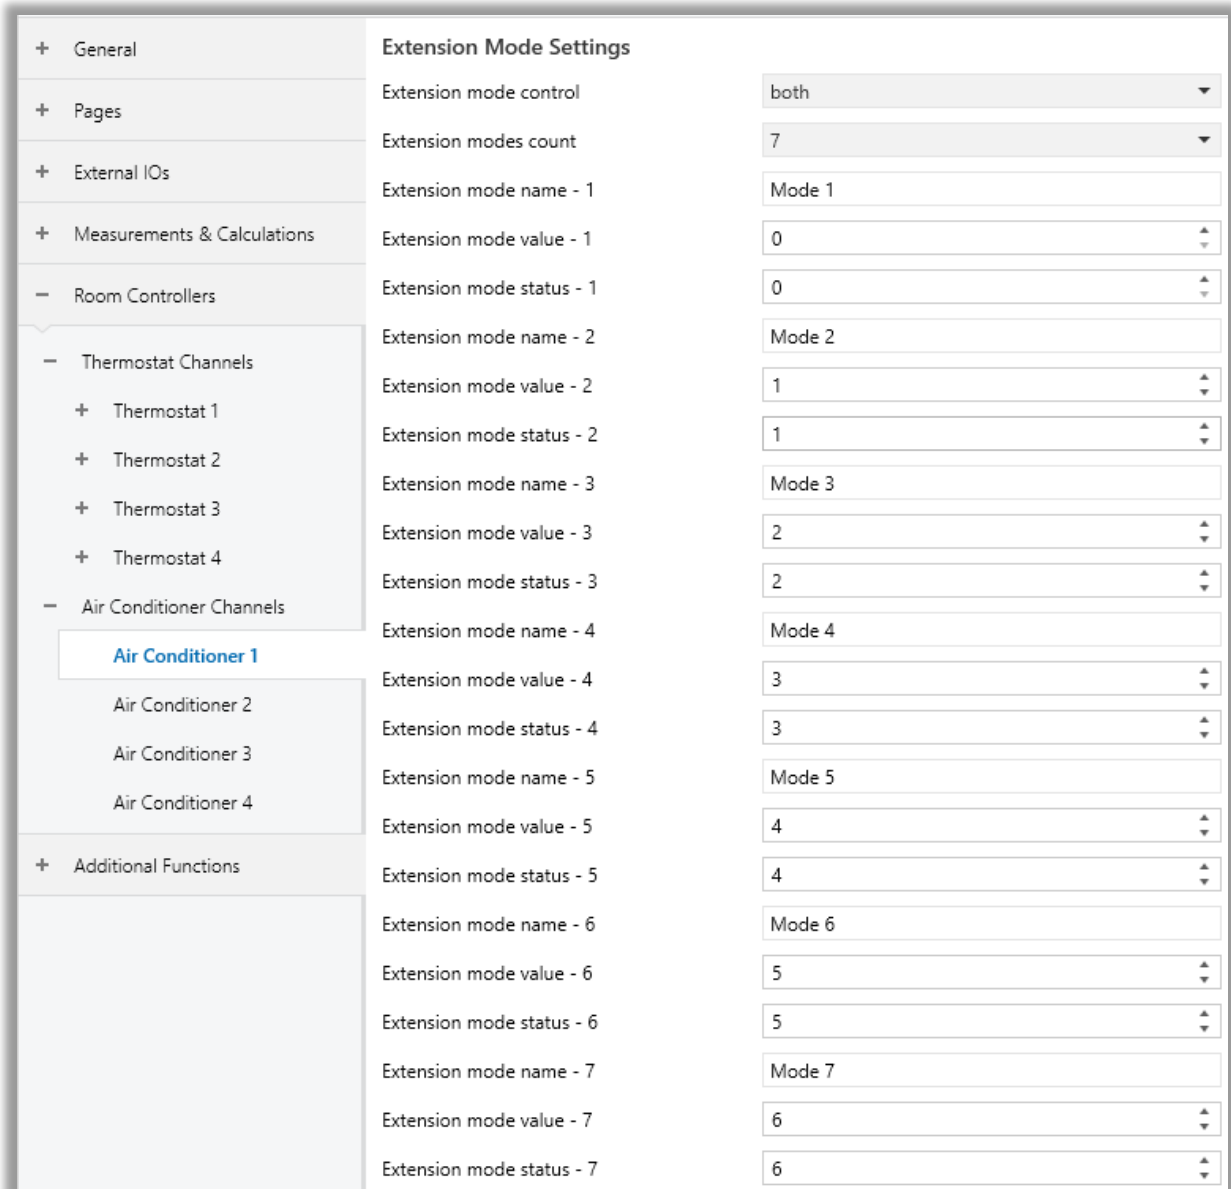 General
Pages
External IOs
Measurements & Calculations
Room Controllers
Thermostat Channels
Thermostat 1
Thermostat 2
Thermostat 3
Thermostat 4
Air Conditioner Channels
Air Conditioner 1
Air Conditioner 2
Air Conditioner 3
Air Conditioner 4
Additional Functions
Extension Mode Settings
Extension mode control both
Extension modes count 7
Extension mode name - 1 Mode 1
Extension mode value - 1 0
Extension mode status - 1 0
Extension mode name - 2 Mode 2
Extension mode value - 2 1
Extension mode status - 2 1
Extension mode name - 3 Mode 3
Extension mode value - 3 2
Extension mode status - 3 2
Extension mode name - 4 Mode 4
Extension mode value - 4 3
Extension mode status - 4 3
Extension mode name - 5 Mode 5
Extension mode value - 5 4
Extension mode status - 5 4
Extension mode name - 6 Mode 6
Extension mode value - 6 5
Extension mode status - 6 5
Extension mode name - 7 Mode 7
Extension mode value - 7 6
Extension mode status - 7 6